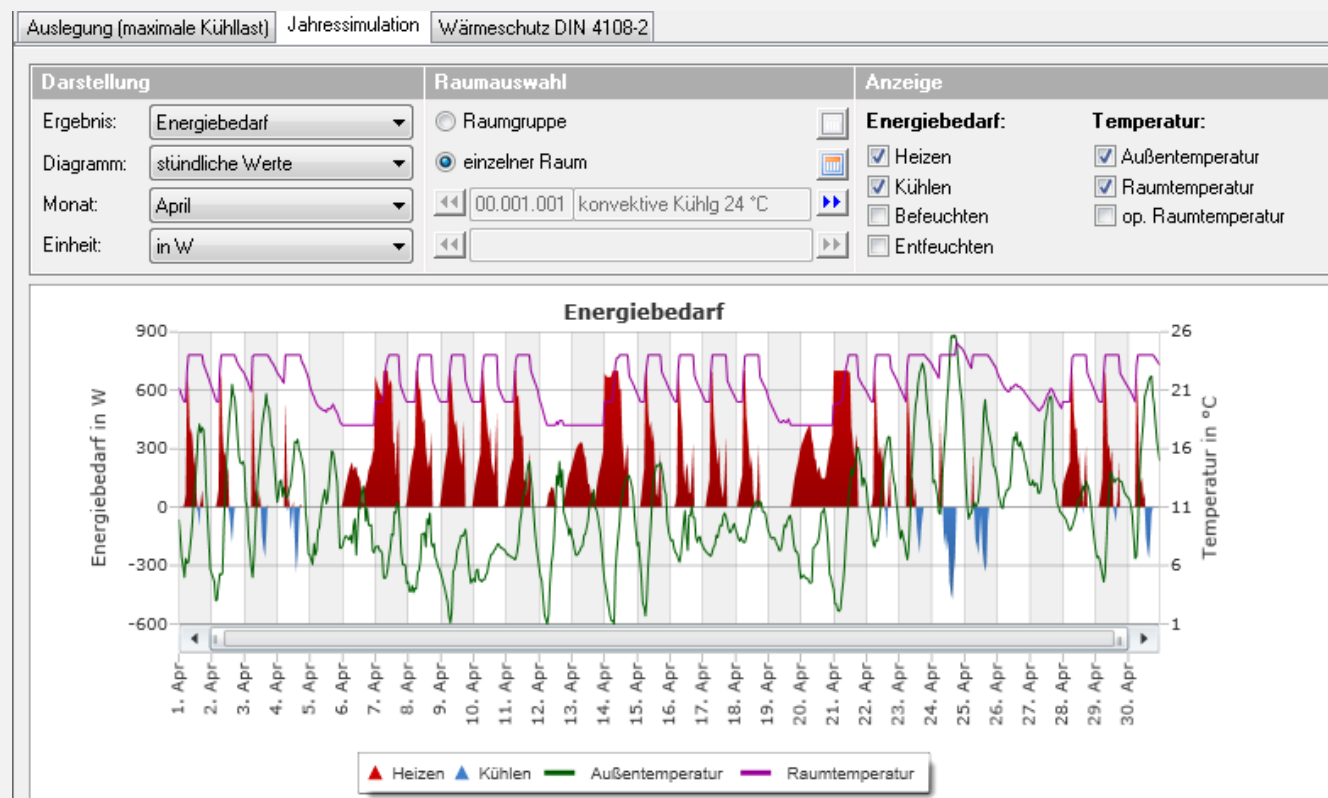 Auslegung (maximale Kühllast) Jahressimulation Wärmeschutz DIN 4108-2
Darstellung Raumauswahl Anzeige
Ergebnis: Energiebedarf Raumgruppe Energiebedarf: Temperatur:
Diagramm: stündliche Werte einzelner Raum Heizen Außentemperatur
Monat: April 00.001.001 konvektive Kühlg 24 °C Kühlen Raumtemperatur
Befeuchten op. Raumtemperatur
Einheit: in W Entfeuchten
Energiebedarf
900 26
600 21
300 16
0 11
-300 6
-600 1
Energiebedarf in W
Temperatur in °C
1. Apr 2. Apr 3. Apr 4. Apr 5. Apr 6. Apr 7. Apr 8. Apr 9. Apr 10. Apr 11. Apr 12. Apr 13. Apr 14. Apr 15. Apr 16. Apr 17. Apr 18. Apr 19. Apr 20. Apr 21. Apr 22. Apr 23. Apr 24. Apr 25. Apr 26. Apr 27. Apr 28. Apr 29. Apr 30. Apr
Heizen Kühlen Außentemperatur Raumtemperatur